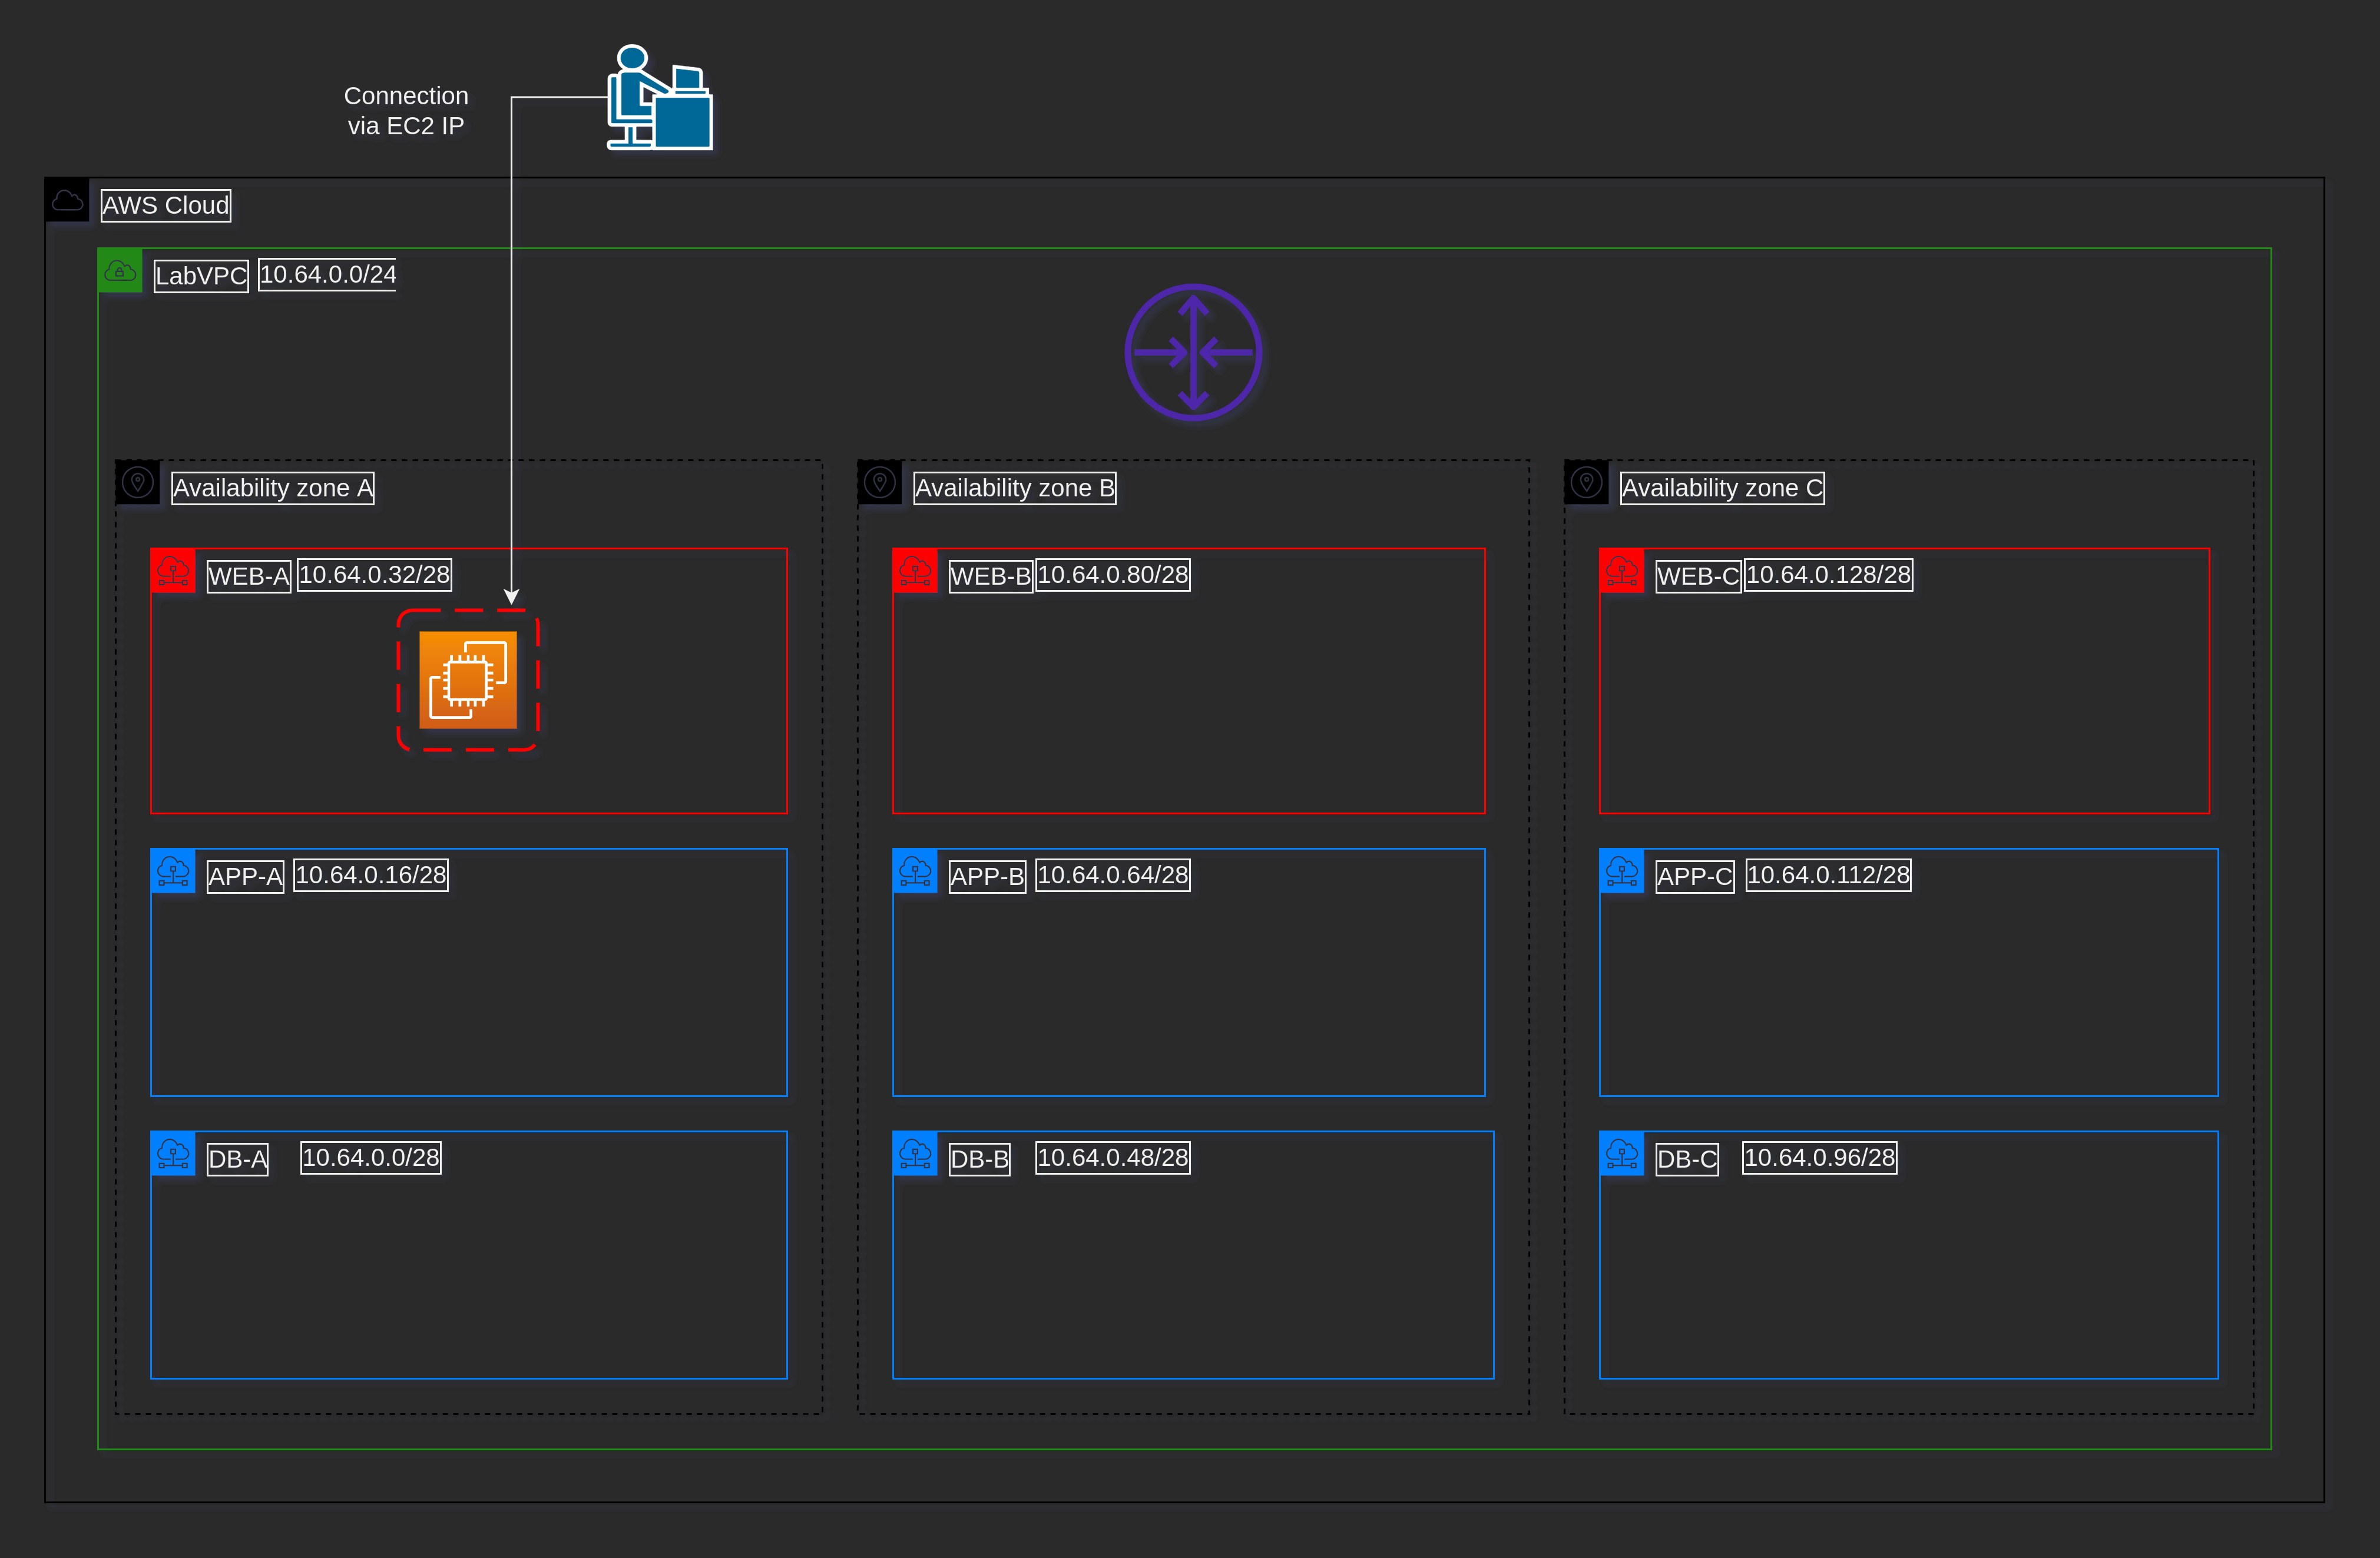 Connection
via EC2 IP
AWS Cloud
LabVPC 10.64.0.0/24
Availability zone A
Availability zone B
Availability zone C
WEB-A 10.64.0.32/28
WEB-B 10.64.0.80/28
WEB-C 10.64.0.128/28
APP-A 10.64.0.16/28
APP-B 10.64.0.64/28
APP-C 10.64.0.112/28
DB-A 10.64.0.0/28
DB-B 10.64.0.48/28
DB-C 10.64.0.96/28